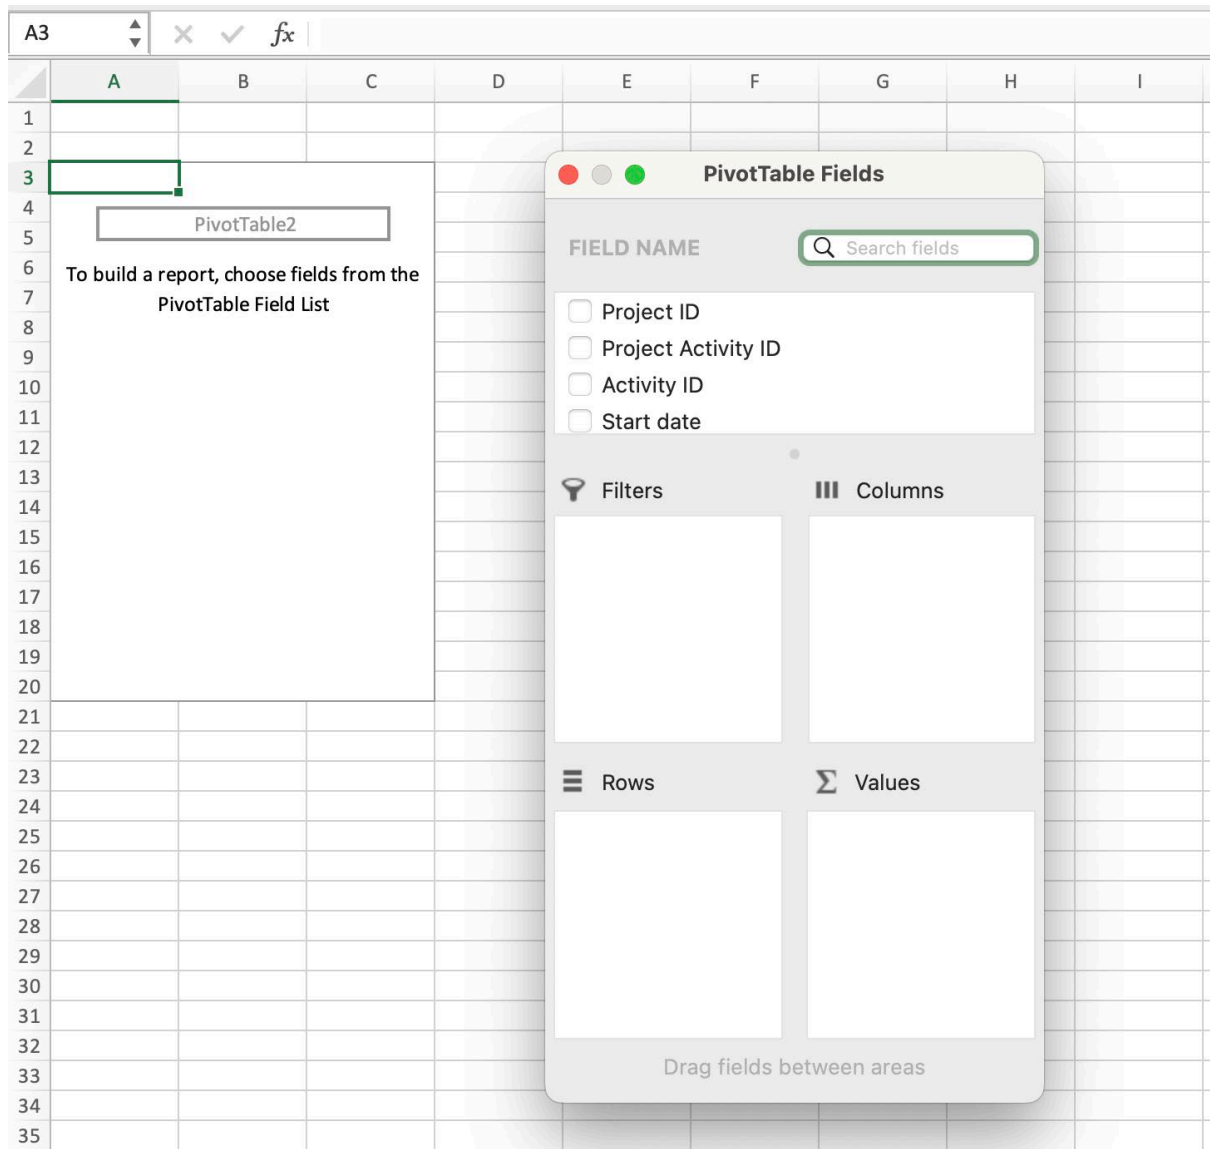 A3
fx
A B C D E F G H I
1
2
3
4
5
6
7
8
9
10
11
12
13
14
15
16
17
18
19
20
21
22
23
24
25
26
27
28
29
30
31
32
33
34
35
PivotTable2
To build a report, choose fields from the
PivotTable Field List
PivotTable Fields
FIELD NAME
Search fields
Project ID
Project Activity ID
Activity ID
Start date
Filters
Columns
Rows
Σ Values
Drag fields between areas